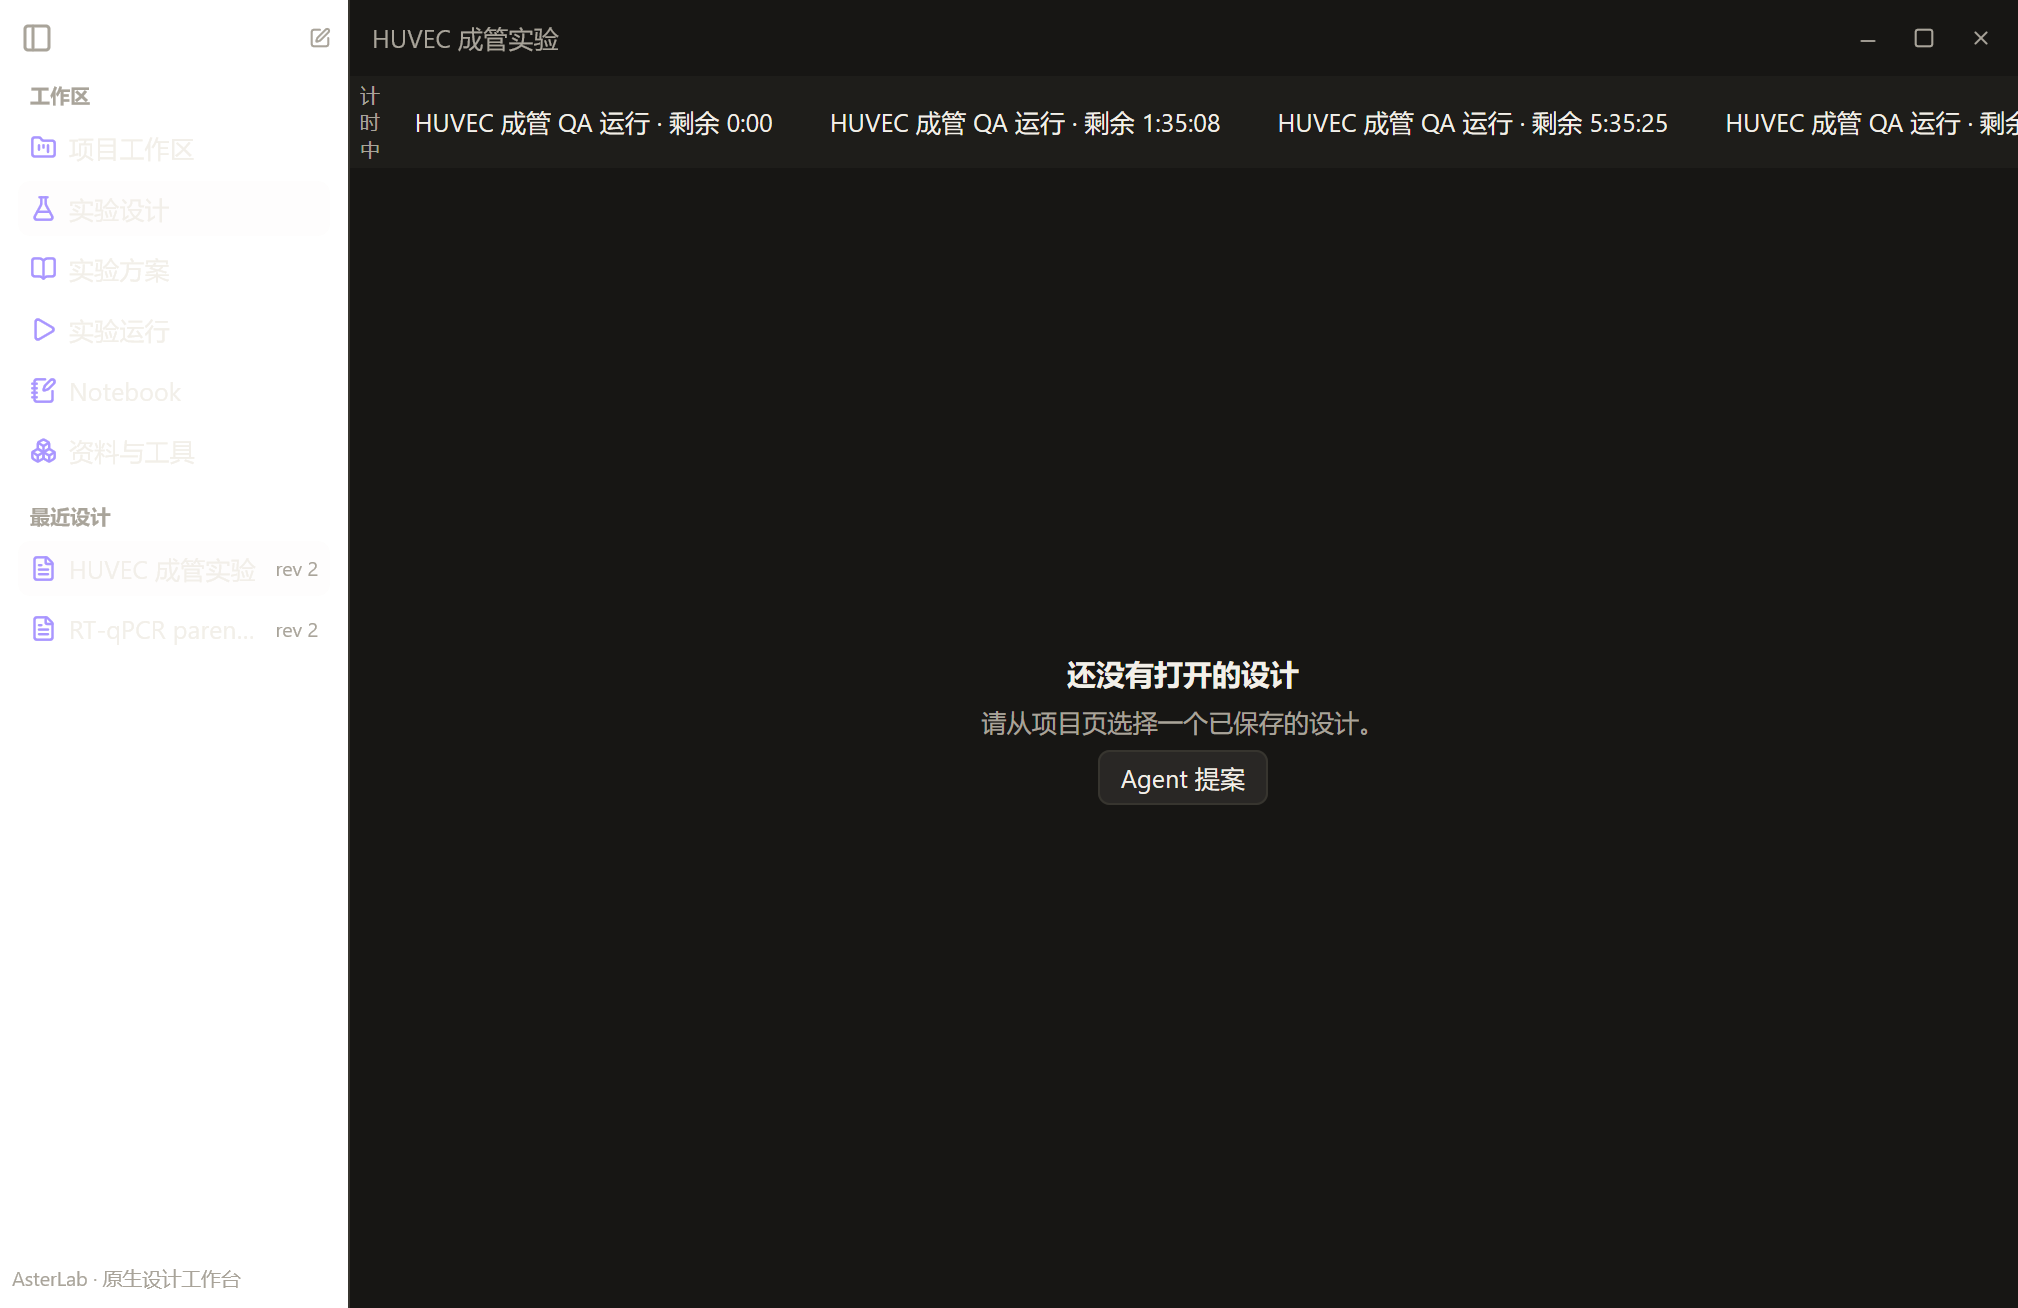 HUVEC 成管实验
工作区
项目工作区
实验设计
实验方案
实验运行
Notebook
资料与工具
最近设计
HUVEC 成管实验 rev 2
RT-qPCR paren... rev 2
AsterLab · 原生设计工作台
计时中
HUVEC 成管 QA 运行 · 剩余 0:00
HUVEC 成管 QA 运行 · 剩余 1:35:08
HUVEC 成管 QA 运行 · 剩余 5:35:25
HUVEC 成管 QA 运行 · 剩余
还没有打开的设计
请从项目页选择一个已保存的设计。
Agent 提案